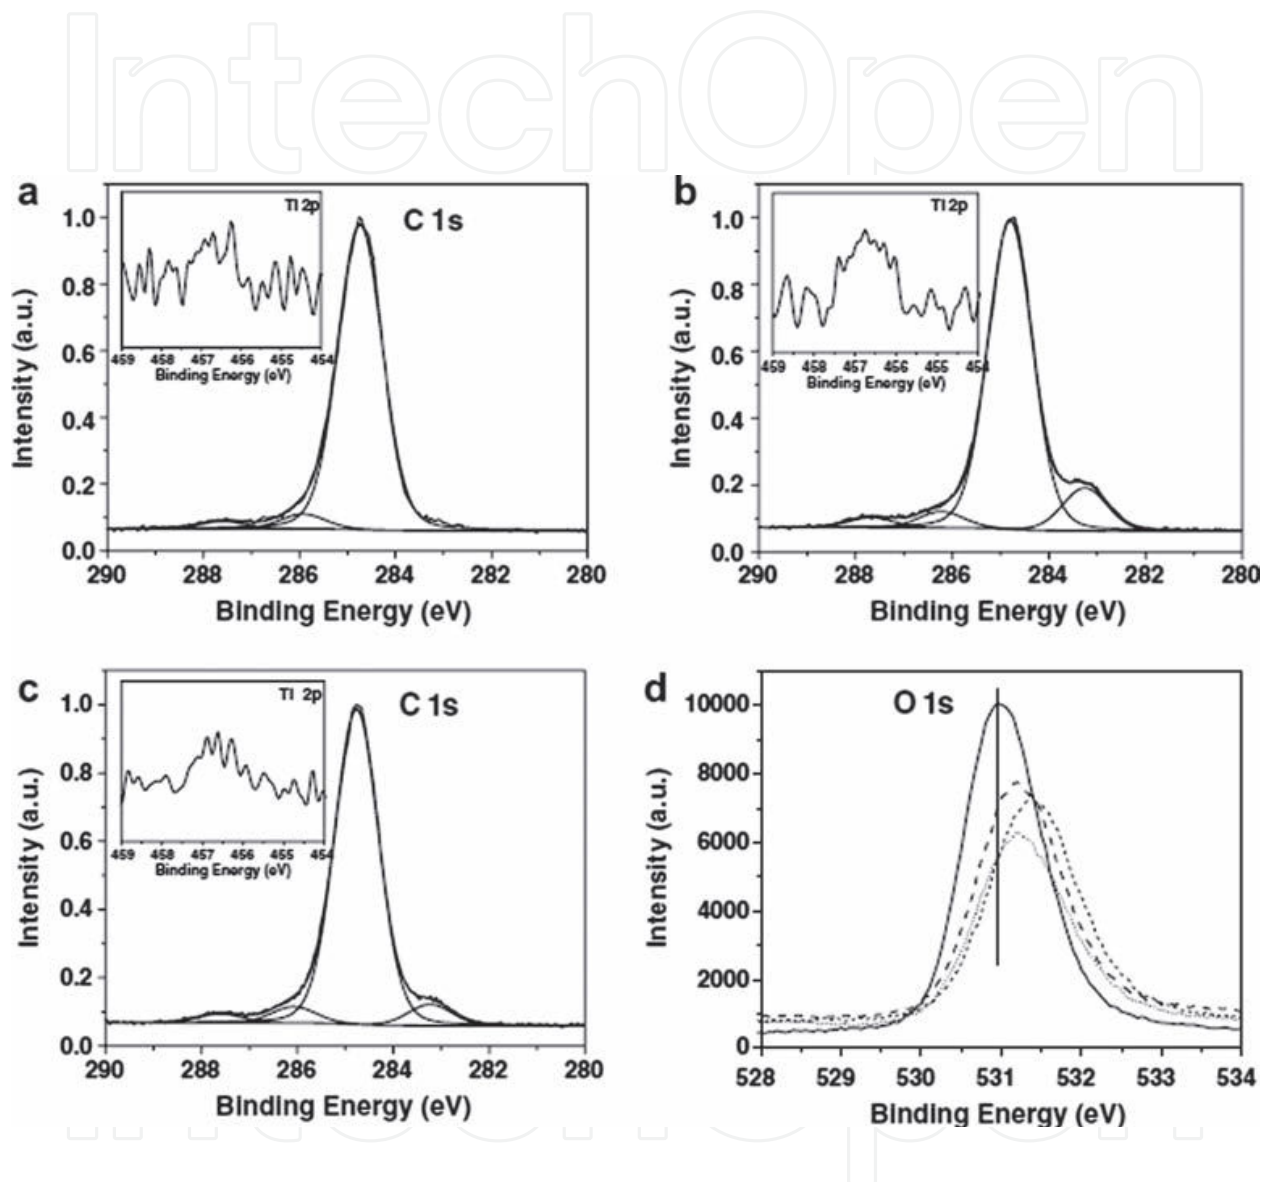 IntechOpen
a
Ti 2p
C 1s
1.0
0.8
0.6
0.4
0.2
0.0
459 458 457 456 455 454
Binding Energy (eV)
Intensity (a.u.)
290 288 286 284 282 280
Binding Energy (eV)
b
Ti 2p
1.0
0.8
0.6
0.4
0.2
0.0
459 458 457 456 455 454
Binding Energy (eV)
Intensity (a.u.)
290 288 286 284 282 280
Binding Energy (eV)
c
Ti 2p
C 1s
1.0
0.8
0.6
0.4
0.2
0.0
459 458 457 456 455 454
Binding Energy (eV)
Intensity (a.u.)
290 288 286 284 282 280
Binding Energy (eV)
d
O 1s
10000
8000
6000
4000
2000
0
Intensity (a.u.)
528 529 530 531 532 533 534
Binding Energy (eV)
IntechOpen